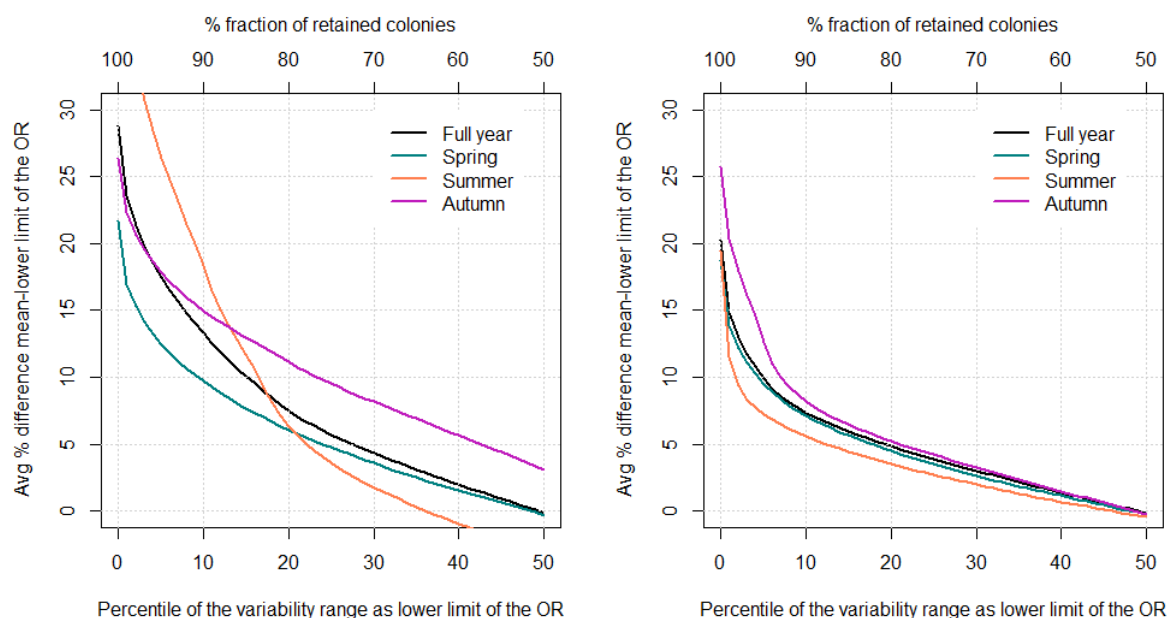 % fraction of retained colonies
100 90 80 70 60 50
Avg % difference mean-lower limit of the OR
30
25
20
15
10
5
0
Full year
Spring
Summer
Autumn
0 10 20 30 40 50
Percentile of the variability range as lower limit of the OR
% fraction of retained colonies
100 90 80 70 60 50
Avg % difference mean-lower limit of the OR
30
25
20
15
10
5
0
Full year
Spring
Summer
Autumn
0 10 20 30 40 50
Percentile of the variability range as lower limit of the OR